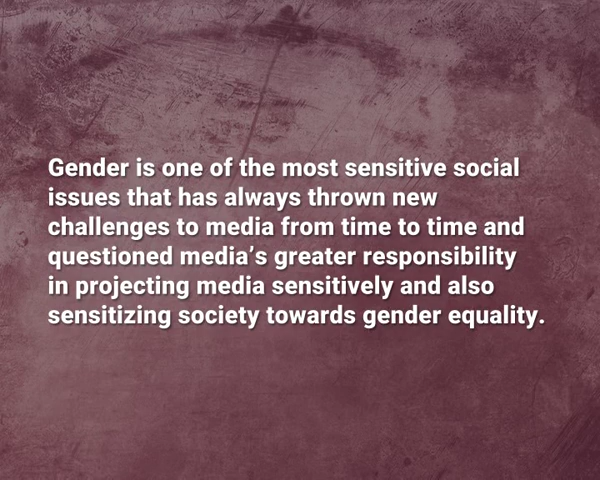 Gender is one of the most sensitive social
issues that has always thrown new
challenges to media from time to time and
questioned media’s greater responsibility
in projecting media sensitively and also
sensitizing society towards gender equality.